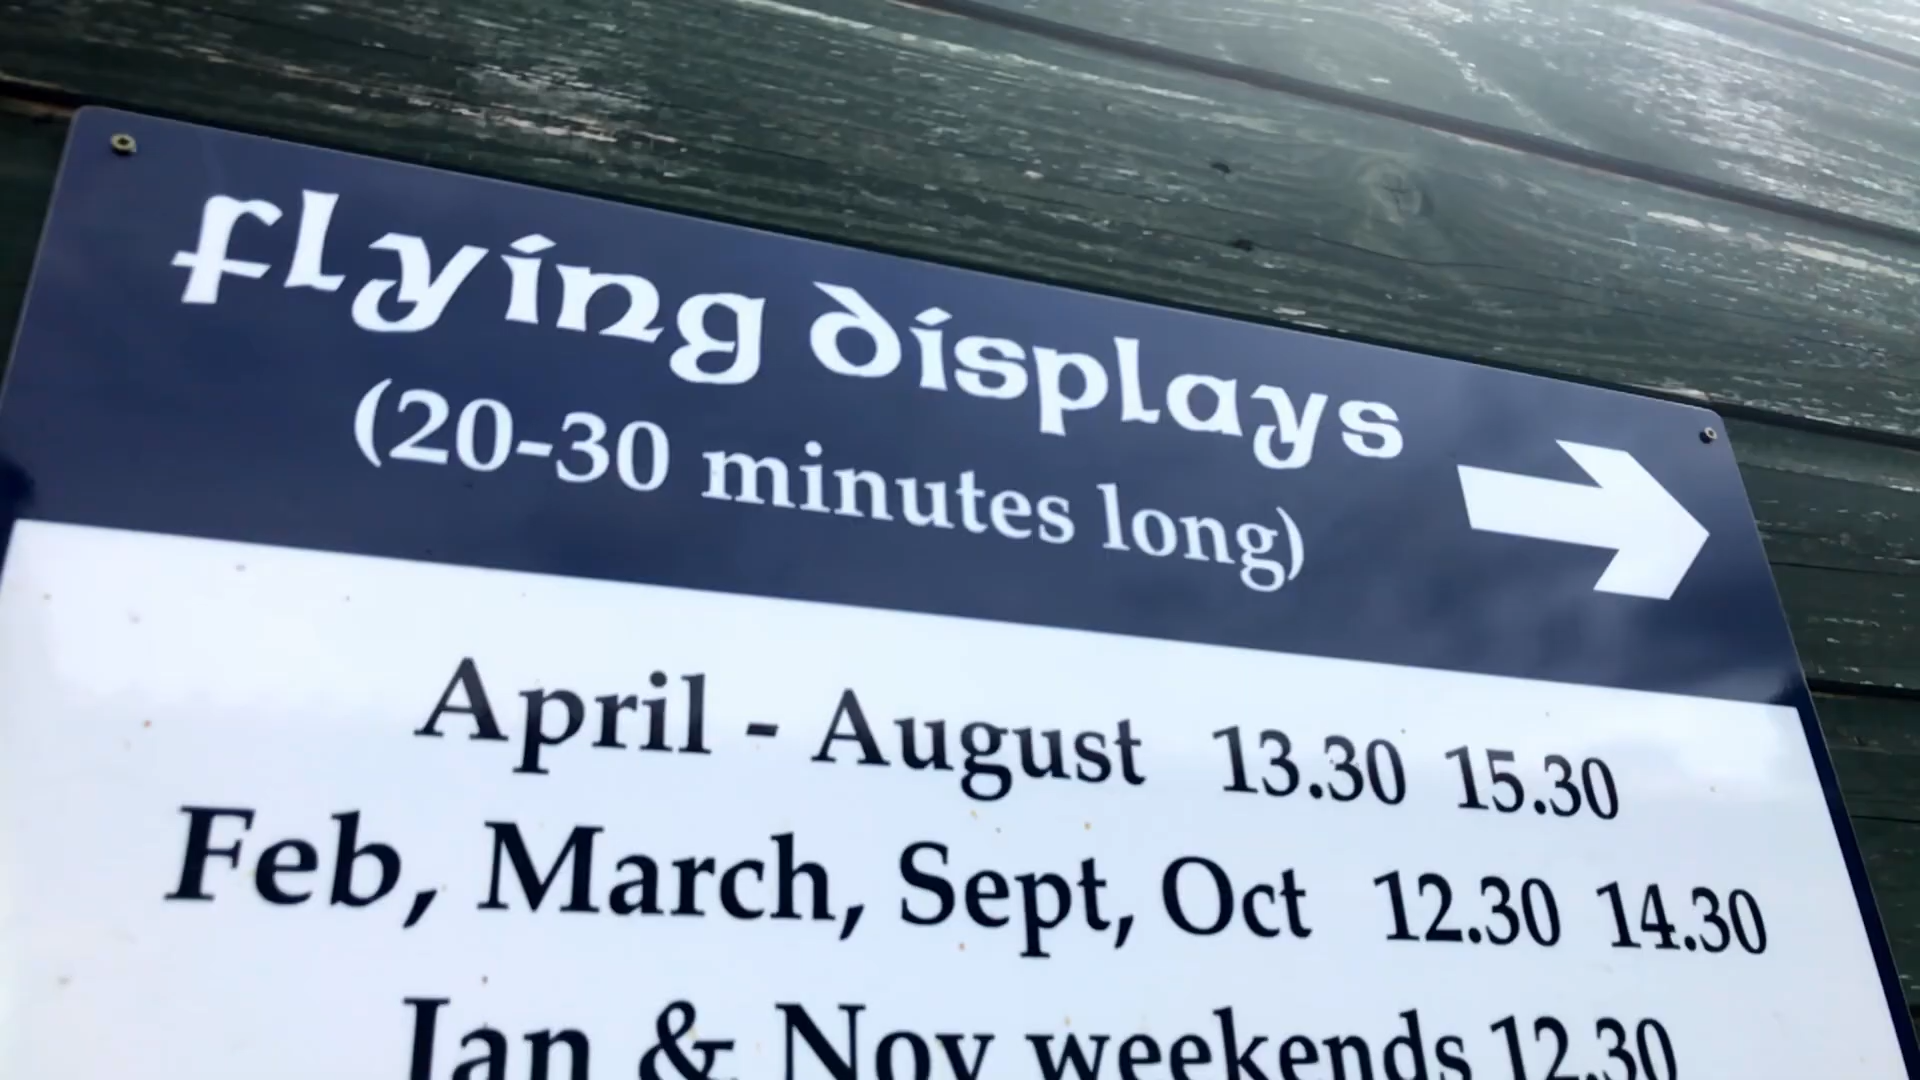 flying displays
(20-30 minutes long)
April - August 13.30 15.30
Feb, March, Sept, Oct 12.30 14.30
Jan & Nov weekends 12.30